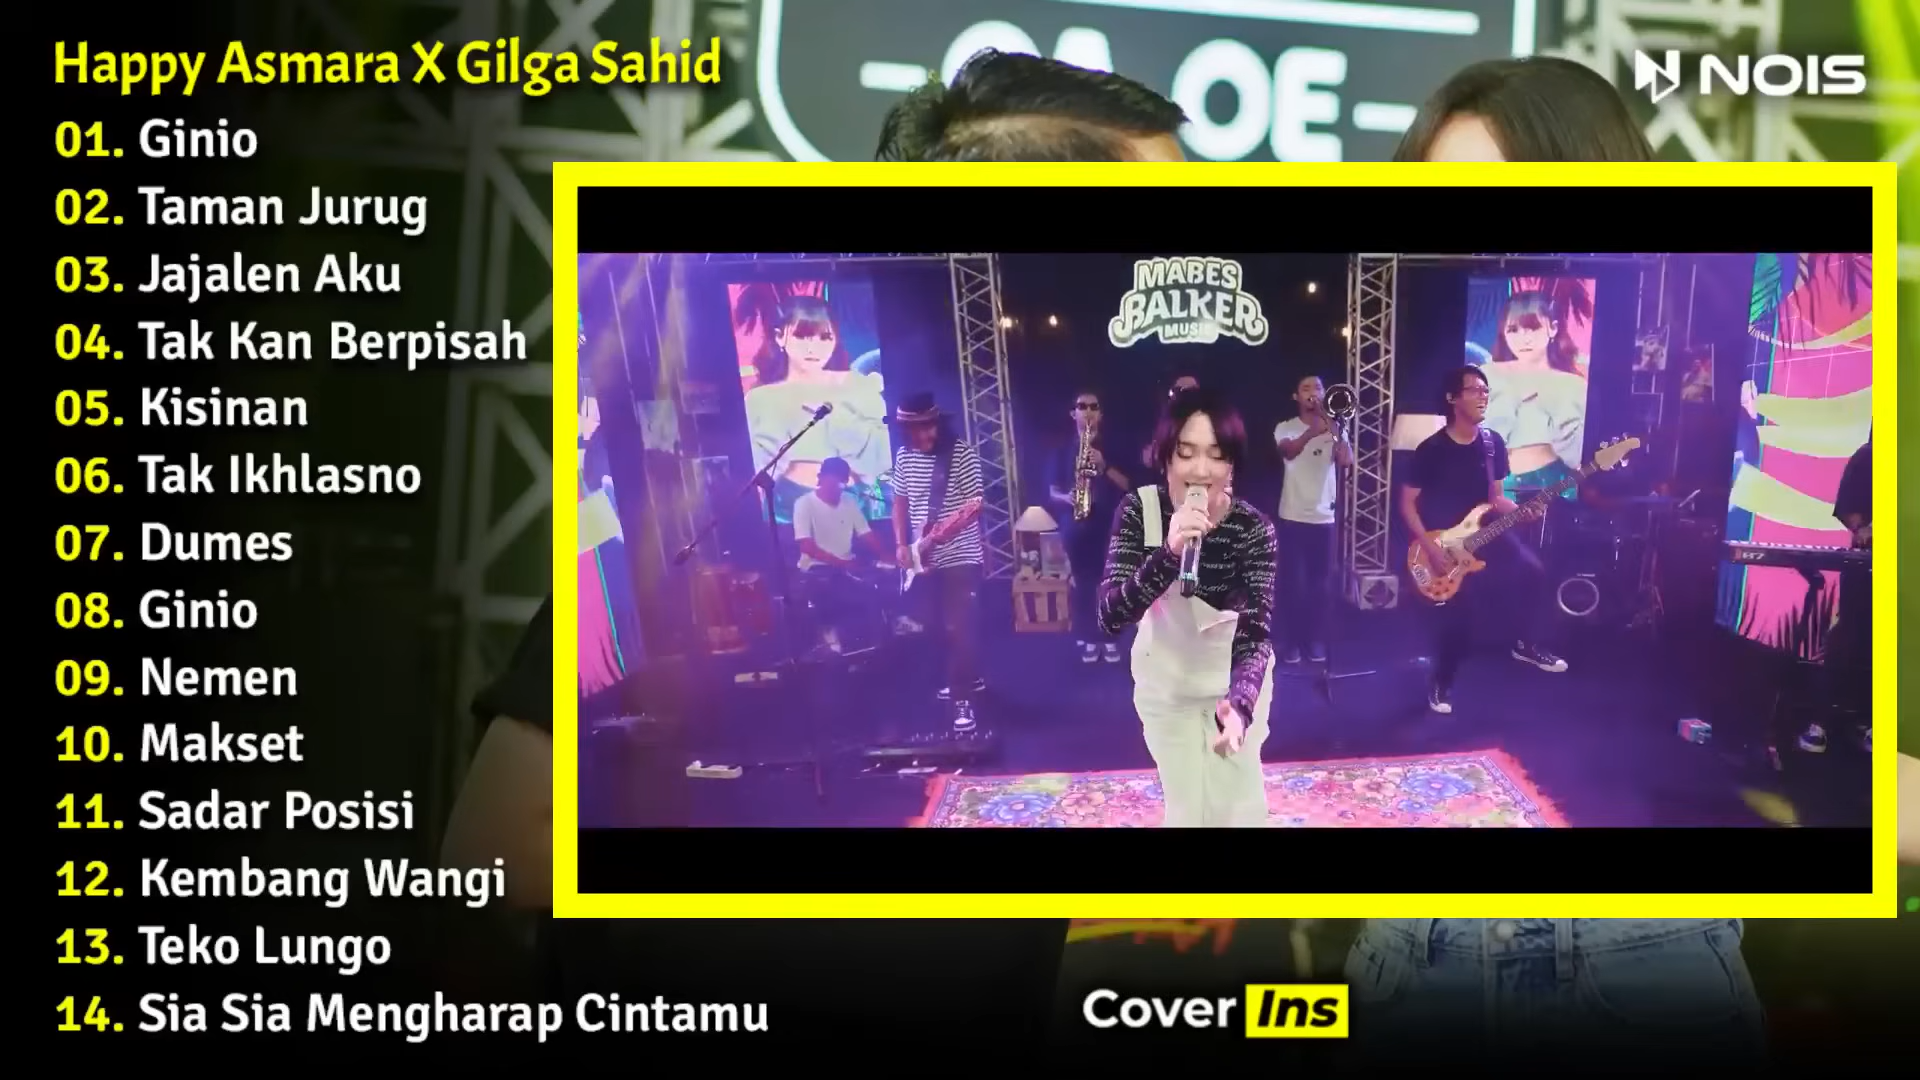 Happy Asmara X Gilga Sahid
01. Ginio
02. Taman Jurug
03. Jajalen Aku
04. Tak Kan Berpisah
05. Kisinan
06. Tak Ikhlasno
07. Dumes
08. Ginio
09. Nemen
10. Makset
11. Sadar Posisi
12. Kembang Wangi
13. Teko Lungo
14. Sia Sia Mengharap Cintamu
OE-
NOIS
MABES
BALKER
MUSIC
Cover Ins